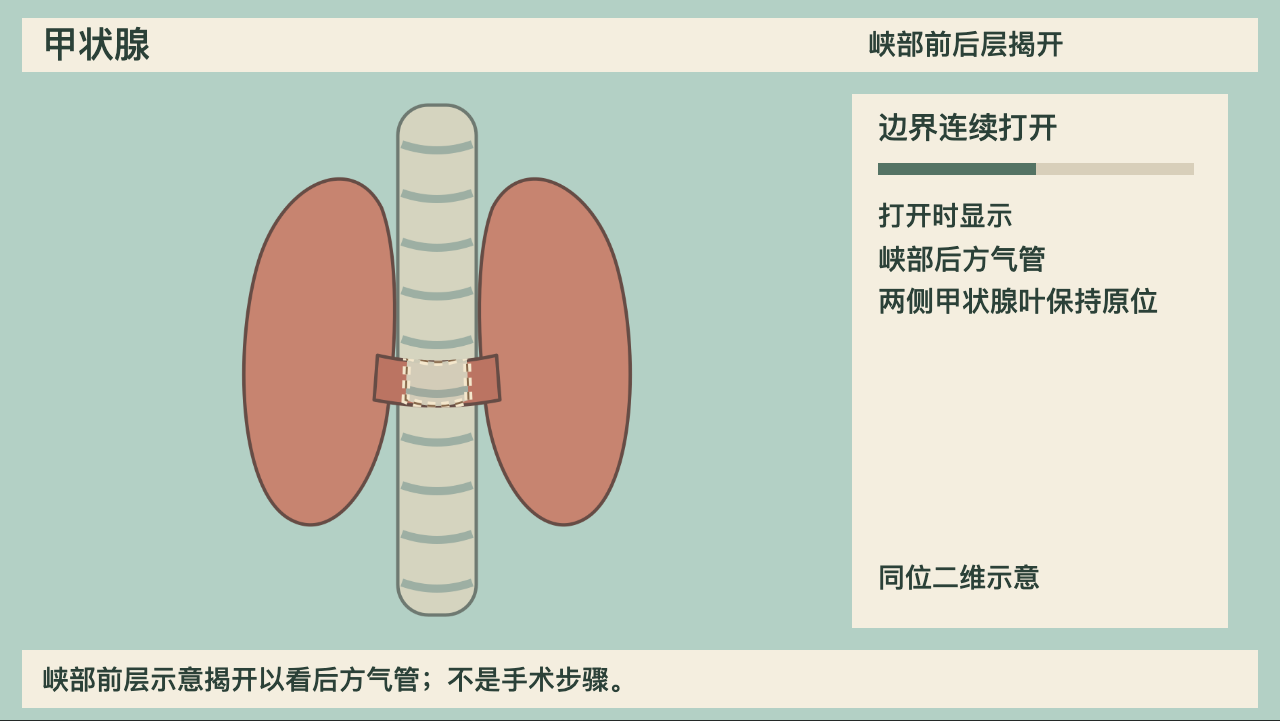 甲状腺
峡部前后层揭开
边界连续打开
打开时显示
峡部后方气管
两侧甲状腺叶保持原位
同位二维示意
峡部前层示意揭开以看后方气管；不是手术步骤。